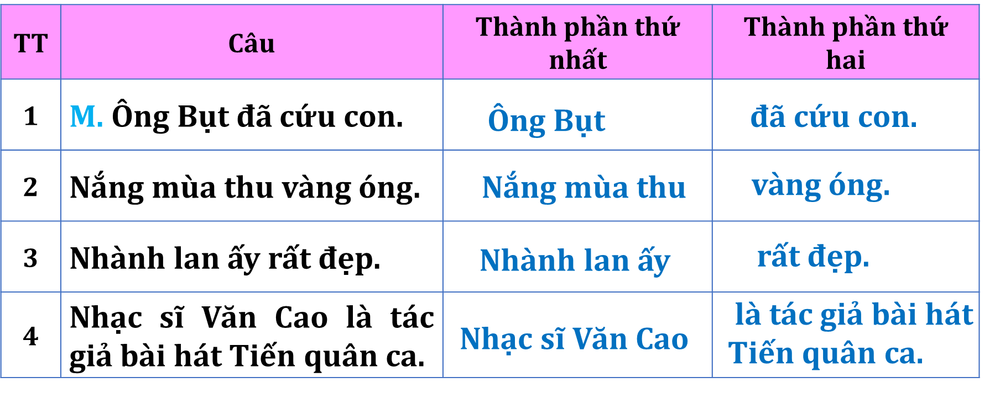 TT
Câu
Thành phần thứ
nhất
Thành phần thứ
hai
1
M. Ông Bụt đã cứu con.
Ông Bụt
đã cứu con.
2
Nắng mùa thu vàng óng.
Nắng mùa thu
vàng óng.
3
Nhành lan ấy rất đẹp.
Nhành lan ấy
rất đẹp.
4
Nhạc sĩ Văn Cao là tác
giả bài hát Tiến quân ca.
Nhạc sĩ Văn Cao
là tác giả bài hát
Tiến quân ca.